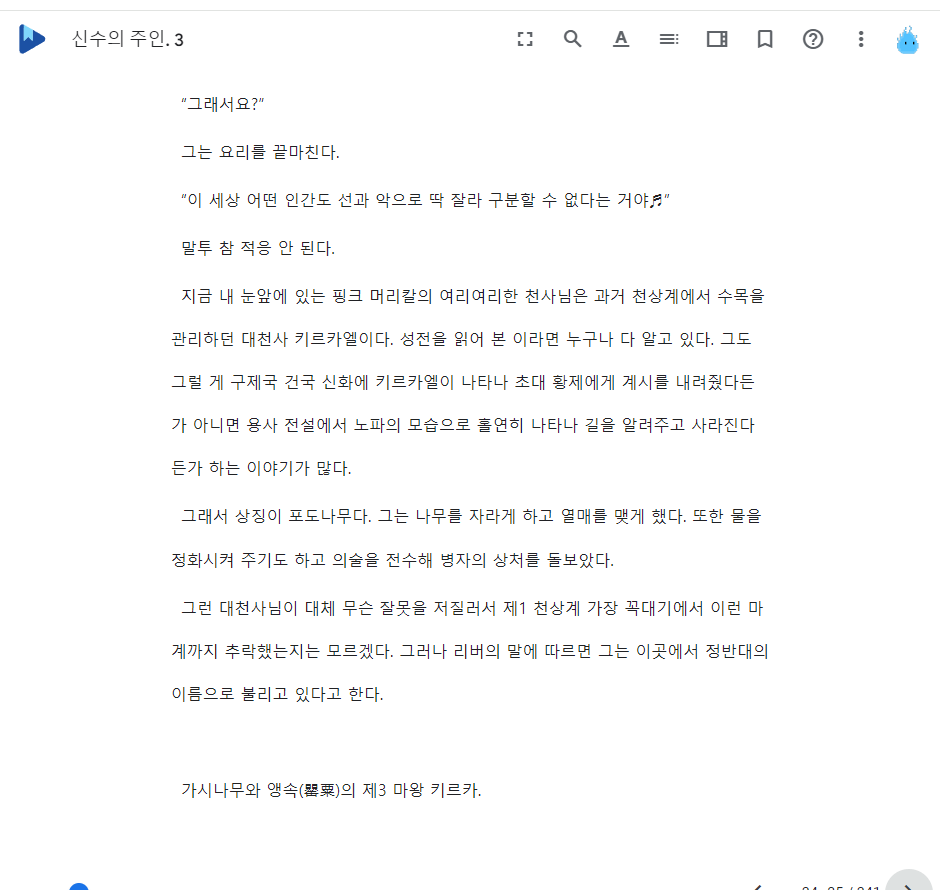 신수의 주인. 3
“그래서요?”
그는 요리를 끝마친다.
“이 세상 어떤 인간도 선과 악으로 딱 잘라 구분할 수 없다는 거야♬”
말투 참 적응 안 된다.
지금 내 눈앞에 있는 핑크 머리칼의 여리여리한 천사님은 과거 천상계에서 수목을
관리하던 대천사 키르카엘이다. 성전을 읽어 본 이라면 누구나 다 알고 있다. 그도
그럴 게 구제국 건국 신화에 키르카엘이 나타나 초대 황제에게 계시를 내려줬다든
가 아니면 용사 전설에서 노파의 모습으로 홀연히 나타나 길을 알려주고 사라진다
든가 하는 이야기가 많다.
그래서 상징이 포도나무다. 그는 나무를 자라게 하고 열매를 맺게 했다. 또한 물을
정화시켜 주기도 하고 의술을 전수해 병자의 상처를 돌보았다.
그런 대천사님이 대체 무슨 잘못을 저질러서 제1 천상계 가장 꼭대기에서 이런 마
계까지 추락했는지는 모르겠다. 그러나 리버의 말에 따르면 그는 이곳에서 정반대의
이름으로 불리고 있다고 한다.
가시나무와 앵속(罌粟)의 제3 마왕 키르카.